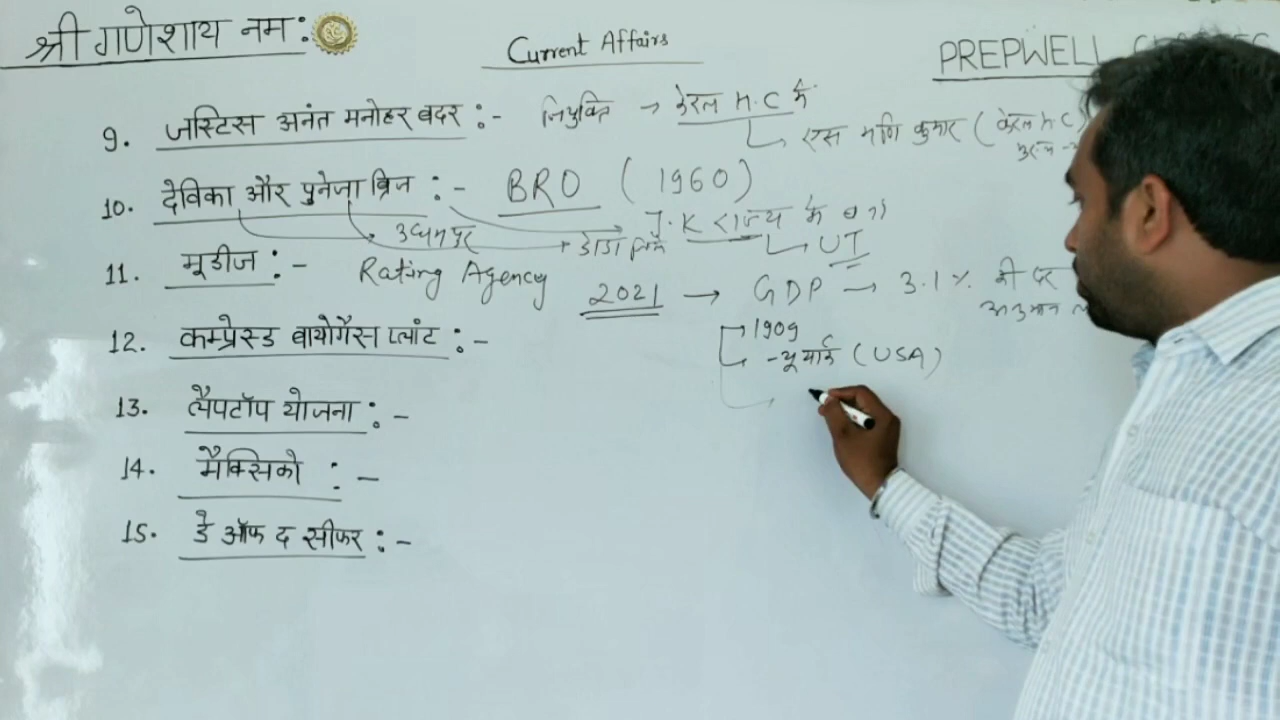 श्री गणेशाय नम:
Current Affairs
PREPWELL
9. जस्टिस अनंत मनोहर बदर :- नियुक्ति → केरल H.C के
एस मणि कुमार ( केरल H.C )
10. देविका और पुनेजा ब्रिज :- BRO ( 1960 )
J.K राज्य के
उधमपुर
डोडा जिले
UT
11. मूडीज :- Rating Agency 2021 → GDP → 3.1 % की दर
अनुमान
1909
न्यूयार्क (USA)
12. कम्प्रेस्ड बायोगैस प्लांट :-
13. लैपटॉप योजना :-
14. मैक्सिको :-
15. डे ऑफ द सीफर :-